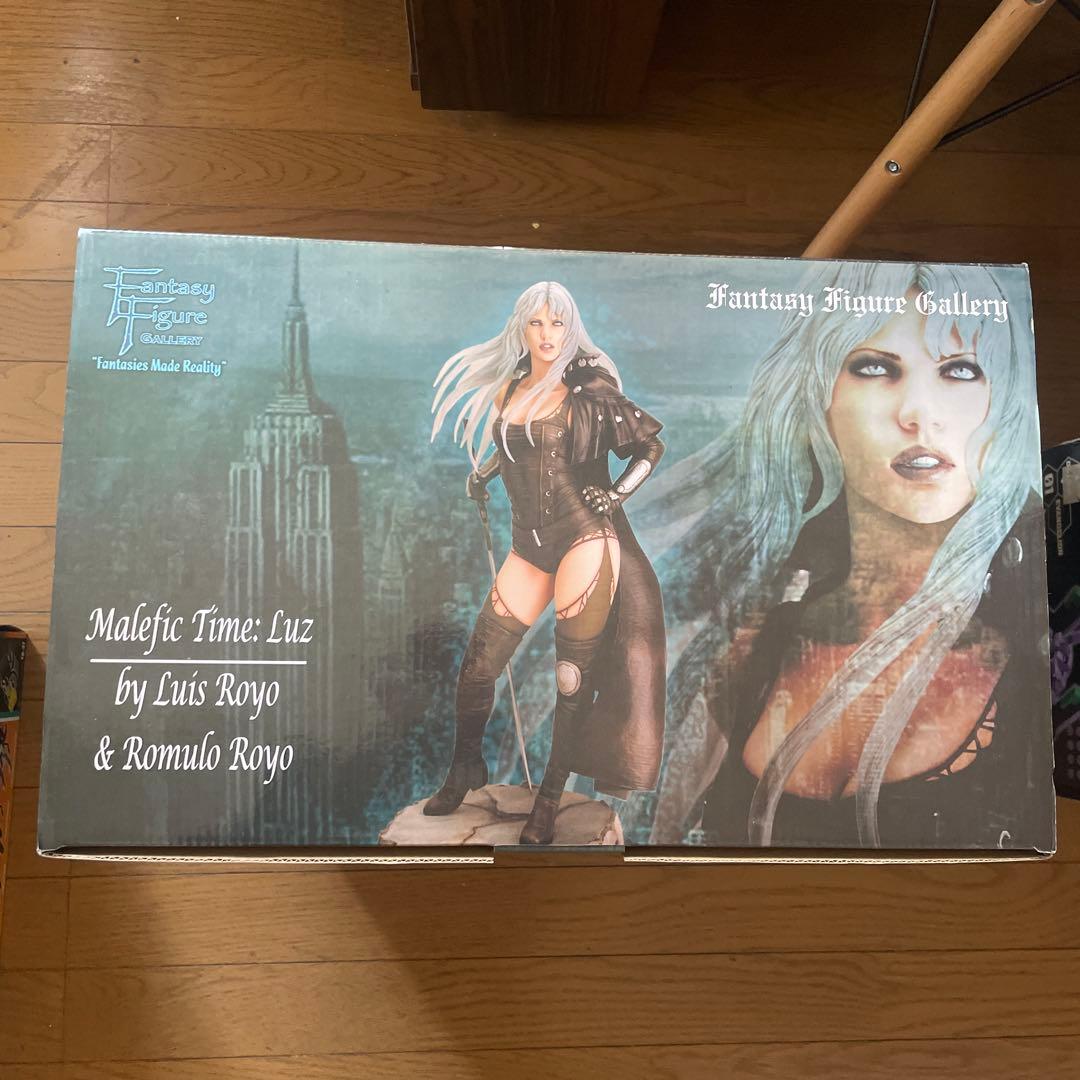 Fantasy
Figure
GALLERY
"Fantasies Made Reality"
Fantasy Figure Gallery
Malefic Time: Luz
by Luis Royo
& Romulo Royo